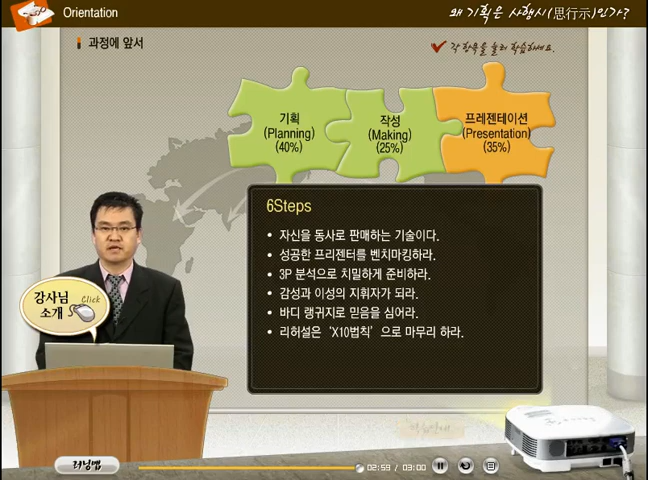 Orientation
왜 기획은 사행시(思行示)인가?
과정에 앞서
각 항목을 눌러 학습하세요.
기획
(Planning)
(40%)
작성
(Making)
(25%)
프레젠테이션
(Presentation)
(35%)
6Steps
• 자신을 동사로 판매하는 기술이다.
• 성공한 프리젠터를 벤치마킹하라.
• 3P 분석으로 치밀하게 준비하라.
• 감성과 이성의 지휘자가 되라.
• 바디 랭귀지로 믿음을 심어라.
• 리허설은 ‘X10법칙’으로 마무리 하라.
강사님
소개
Click
러닝맵
02:59 / 03:00